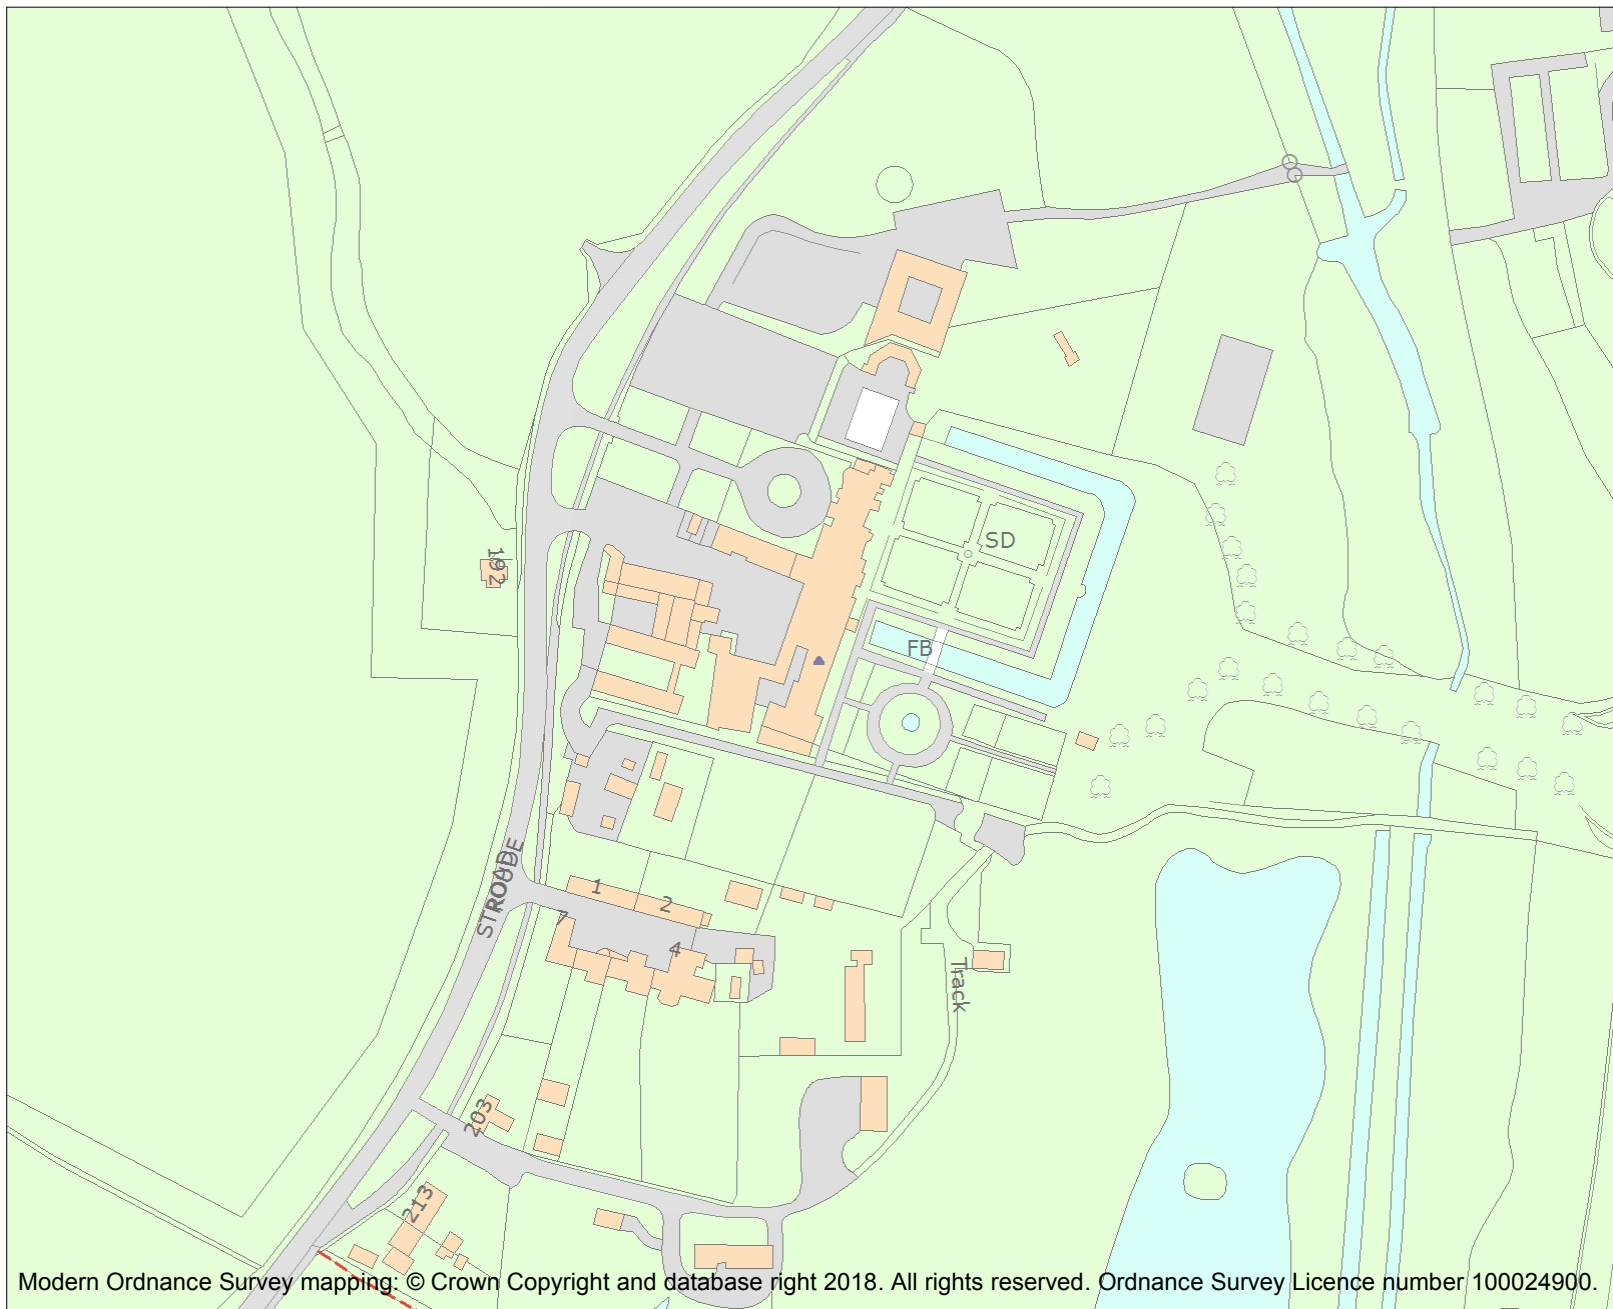 SD
192
FB
STROUDE
ROAD
1
2
7
4
Track
203
213
Modern Ordnance Survey mapping: © Crown Copyright and database right 2018. All rights reserved. Ordnance Survey Licence number 100024900.